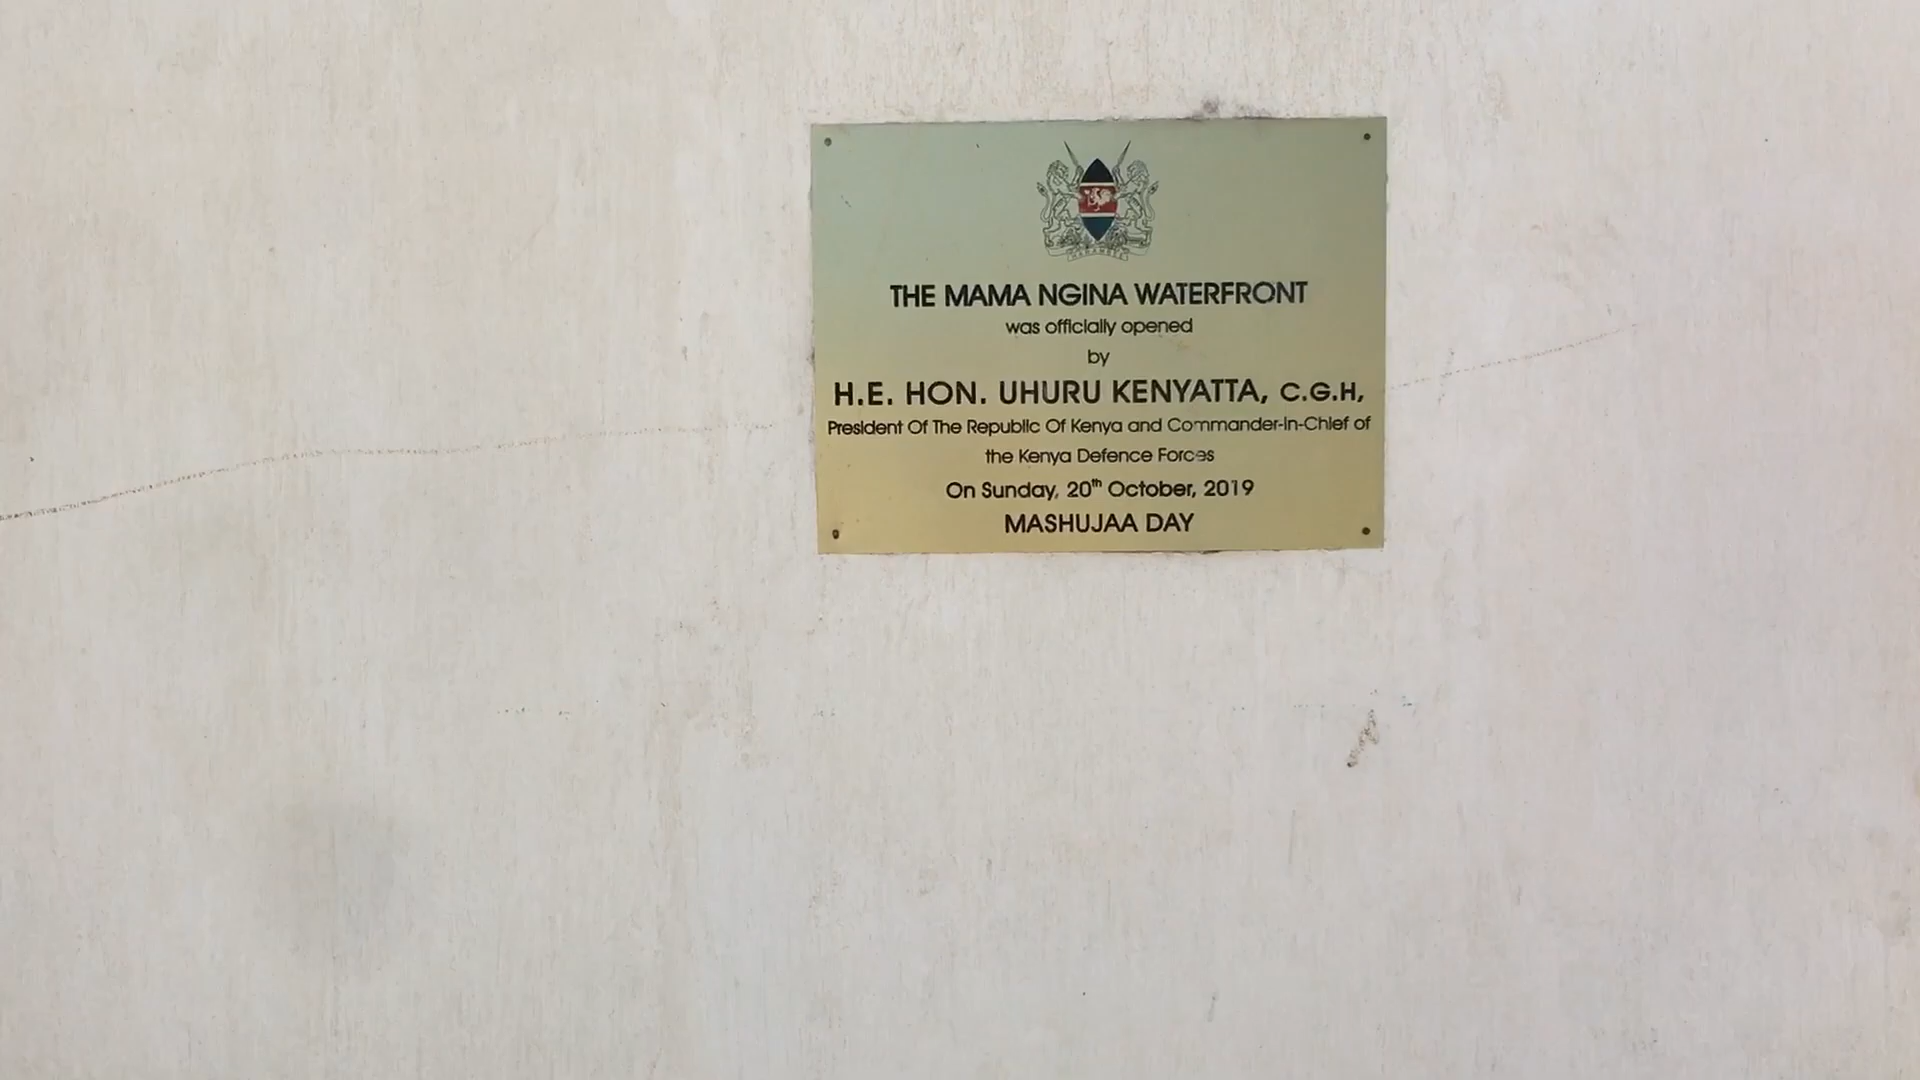 HARAMBEE
THE MAMA NGINA WATERFRONT
was officially opened
by
H.E. HON. UHURU KENYATTA, C.G.H,
President Of The Republic Of Kenya and Commander-In-Chief of
the Kenya Defence Forces
On Sunday, 20th October, 2019
MASHUJAA DAY